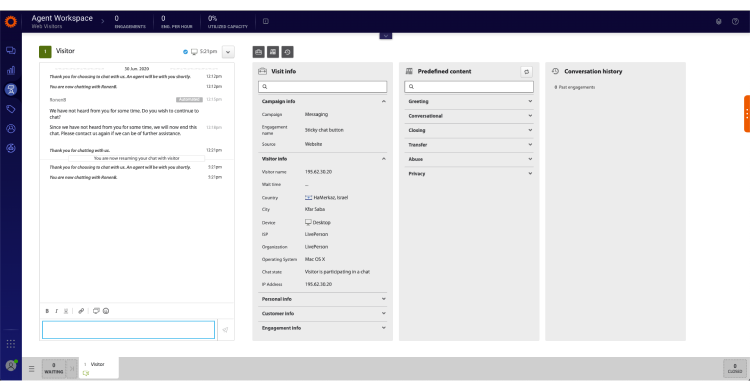 Agent Workspace
Web Visitors
0
ENGAGEMENTS
0
ENG. PER HOUR
0%
UTILIZED CAPACITY
Visitor
5:21pm
30 Jun. 2020
Thank you for choosing to chat with us. An agent will be with you shortly. 12:12pm
You are now chatting with RonenB. 12:12pm
RonenB 12:13pm
We have not heard from you for some time. Do you wish to continue to
chat?
Since we have not heard from you for some time, we will now end this
chat. Please contact us again if we can be of further assistance.
Thank you for chatting with us. 12:21pm
You are now resuming your chat with visitor
Thank you for choosing to chat with us. An agent will be with you shortly. 5:21pm
You are now chatting with RonenB. 5:21pm
B I
Visit info
Campaign info
Campaign Messaging
Engagement
name Sticky chat button
Source Website
Visitor info
Visitor name 195.62.30.20
Wait time ...
Country HaMerkaz, Israel
City Kfar Saba
Device Desktop
ISP LivePerson
Organization LivePerson
Operating System Mac OS X
Chat state Visitor is participating in a chat
IP Address 195.62.30.20
Personal info
Customer info
Engagement info
Predefined content
Greeting
Conversational
Closing
Transfer
Abuse
Privacy
Conversation history
0 Past engagements
0
WAITING
Visitor
0
CLOSED